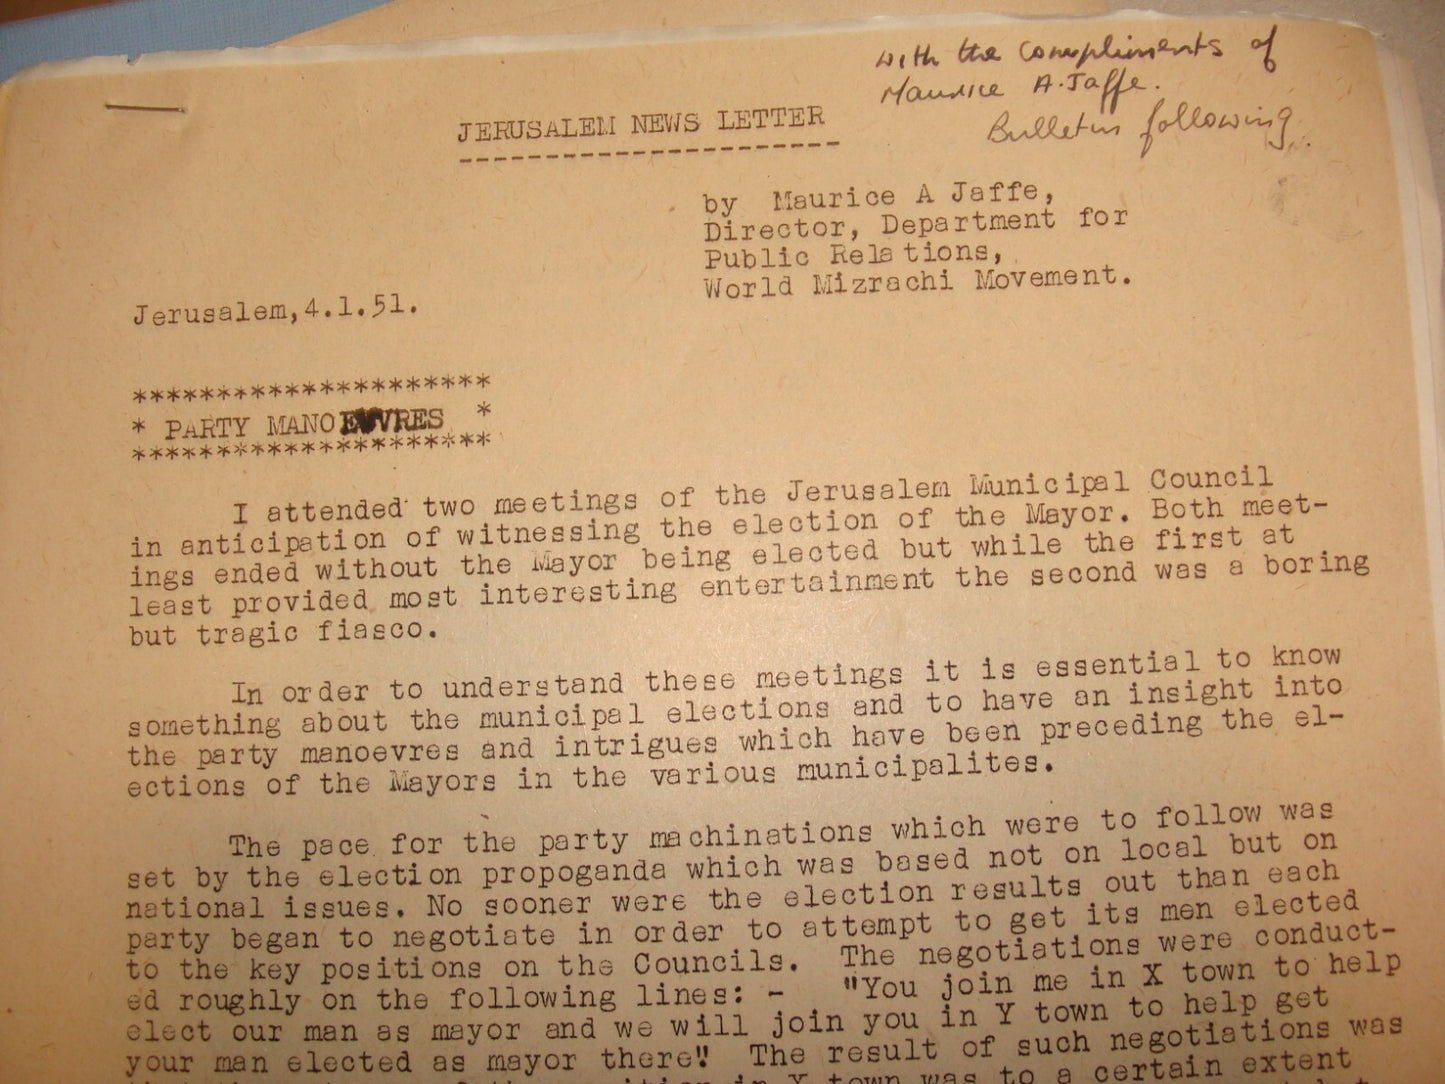 with the compliments of
Maurice A. Jaffe.
Bulletin following.
JERUSALEM NEWS LETTER
-----------------------
by Maurice A Jaffe,
Director, Department for
Public Relations,
World Mizrachi Movement.
Jerusalem,4.1.51.
**********************
* PARTY MANOEUVRES *
**********************
I attended two meetings of the Jerusalem Municipal Council
in anticipation of witnessing the election of the Mayor. Both meet-
ings ended without the Mayor being elected but while the first at
least provided most interesting entertainment the second was a boring
but tragic fiasco.
In order to understand these meetings it is essential to know
something about the municipal elections and to have an insight into
the party manoevres and intrigues which have been preceding the el-
ections of the Mayors in the various municipalites.
The pace for the party machinations which were to follow was
set by the election propoganda which was based not on local but on
national issues. No sooner were the election results out than each
party began to negotiate in order to attempt to get its men elected
to the key positions on the Councils. The negotiations were conduct-
ed roughly on the following lines: - "You join me in X town to help
elect our man as mayor and we will join you in Y town to help get
your man elected as mayor there". The result of such negotiations was
in Y town was to a certain extent